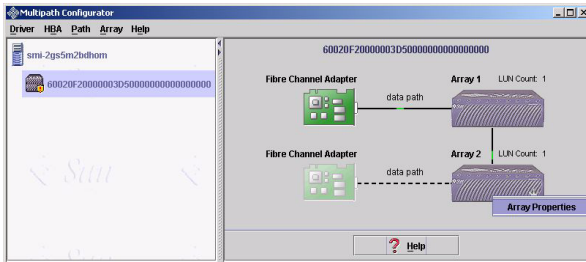 Multipath Configurator
Driver HBA Path Array Help
smi-2gs5m2bdhom
60020F20000003D50000000000000000
60020F20000003D50000000000000000
Fibre Channel Adapter
Array 1 LUN Count: 1
data path
Fibre Channel Adapter
Array 2 LUN Count: 1
data path
Array Properties
? Help
Sun